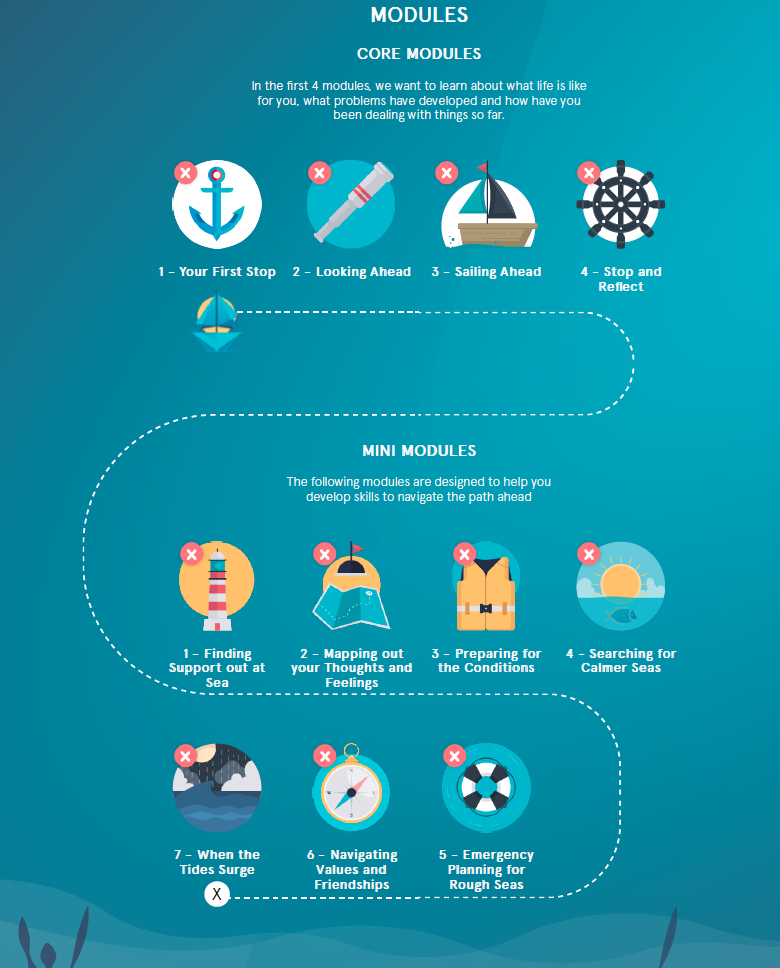 MODULES
CORE MODULES
In the first 4 modules, we want to learn about what life is like
for you, what problems have developed and how have you
been dealing with things so far.
1 - Your First Stop
2 - Looking Ahead
3 - Sailing Ahead
4 - Stop and
Reflect
MINI MODULES
The following modules are designed to help you
develop skills to navigate the path ahead
1 - Finding
Support out at
Sea
2 - Mapping out
your Thoughts and
Feelings
3 - Preparing for
the Conditions
4 - Searching for
Calmer Seas
7 - When the
Tides Surge
6 - Navigating
Values and
Friendships
5 - Emergency
Planning for
Rough Seas
X